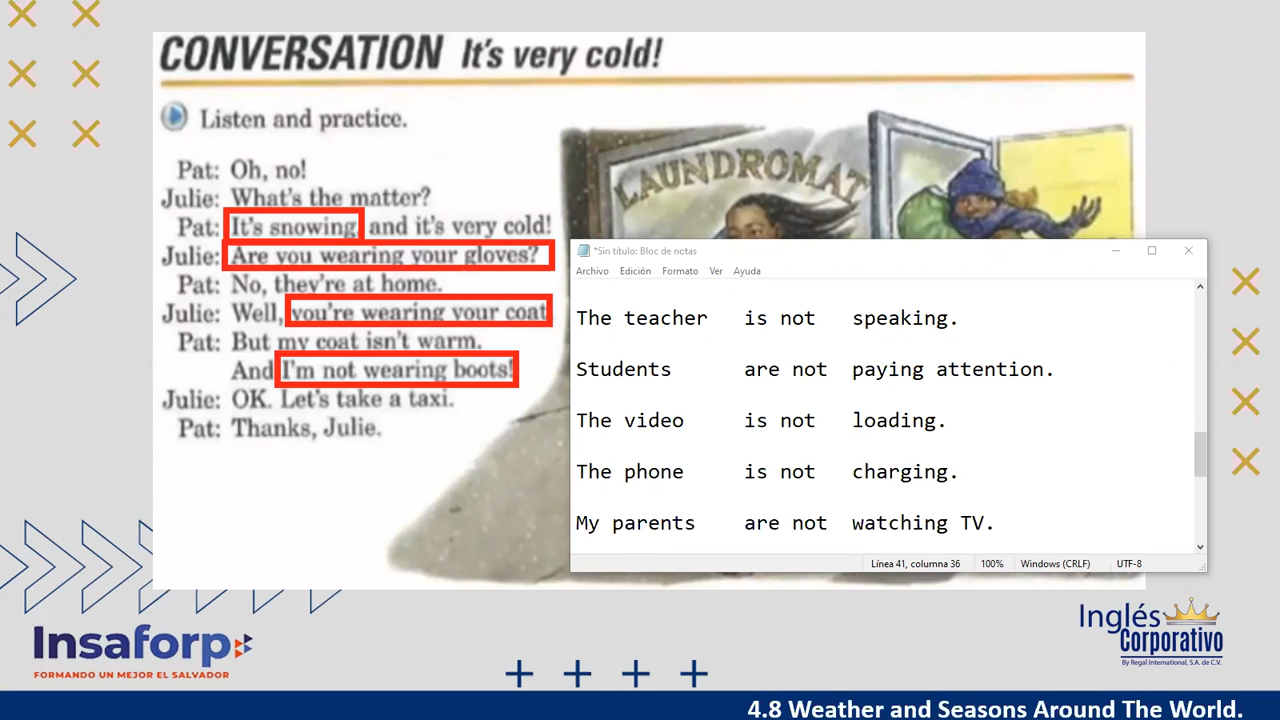 CONVERSATION It's very cold!
Listen and practice.
Pat: Oh, no!
Julie: What's the matter?
Pat: It's snowing and it's very cold!
Julie: Are you wearing your gloves?
Pat: No, they're at home.
Julie: Well, you're wearing your coat
Pat: But my coat isn't warm.
And I'm not wearing boots!
Julie: OK. Let's take a taxi.
Pat: Thanks, Julie.
LAUNDROMAT
*Sin título: Bloc de notas
Archivo Edición Formato Ver Ayuda
The teacher is not speaking.
Students are not paying attention.
The video is not loading.
The phone is not charging.
My parents are not watching TV.
Línea 41, columna 36 100% Windows (CRLF) UTF-8
Insaforp
FORMANDO UN MEJOR EL SALVADOR
Inglés
Corporativo
By Regal International, S.A. de C.V.
4.8 Weather and Seasons Around The World.